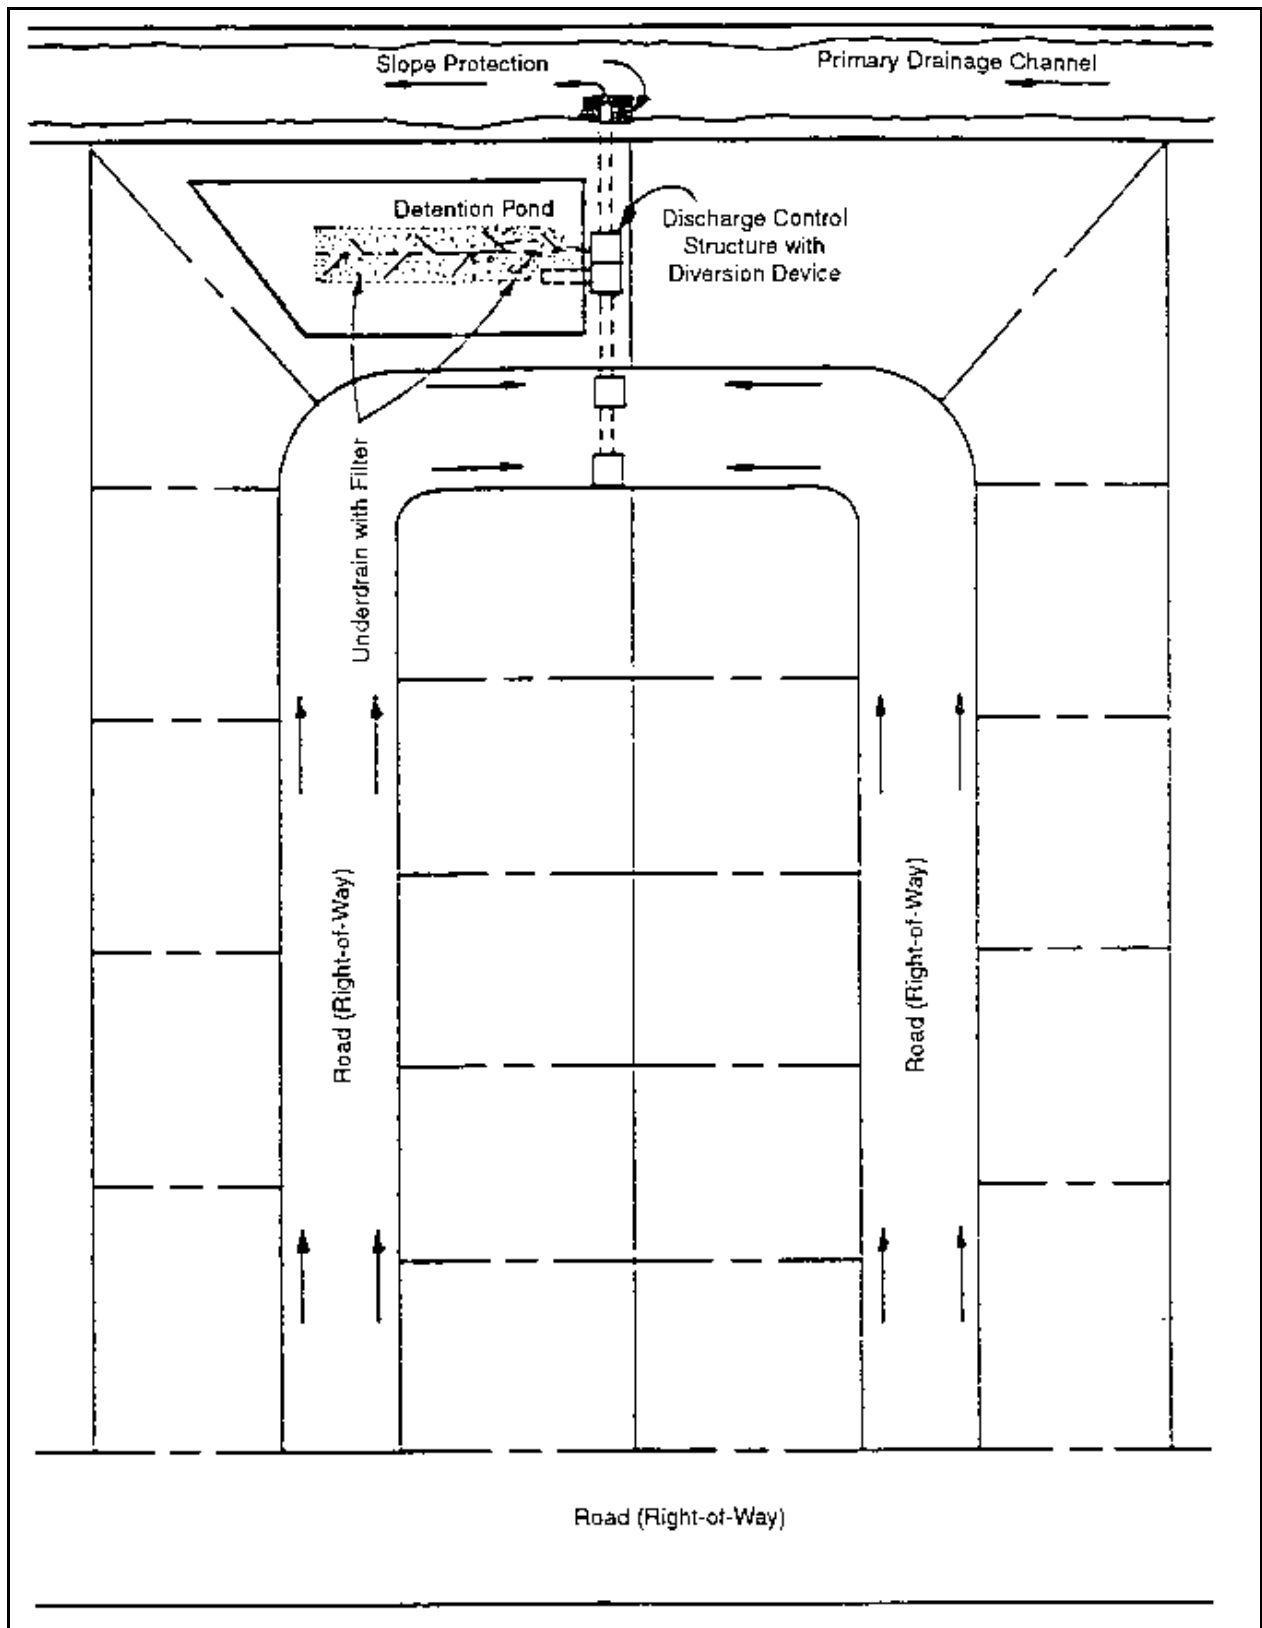 Slope Protection
Primary Drainage Channel
Detention Pond
Discharge Control
Structure with
Diversion Device
Underdrain with Filter
Road (Right-of-Way)
Road (Right-of-Way)
Road (Right-of-Way)